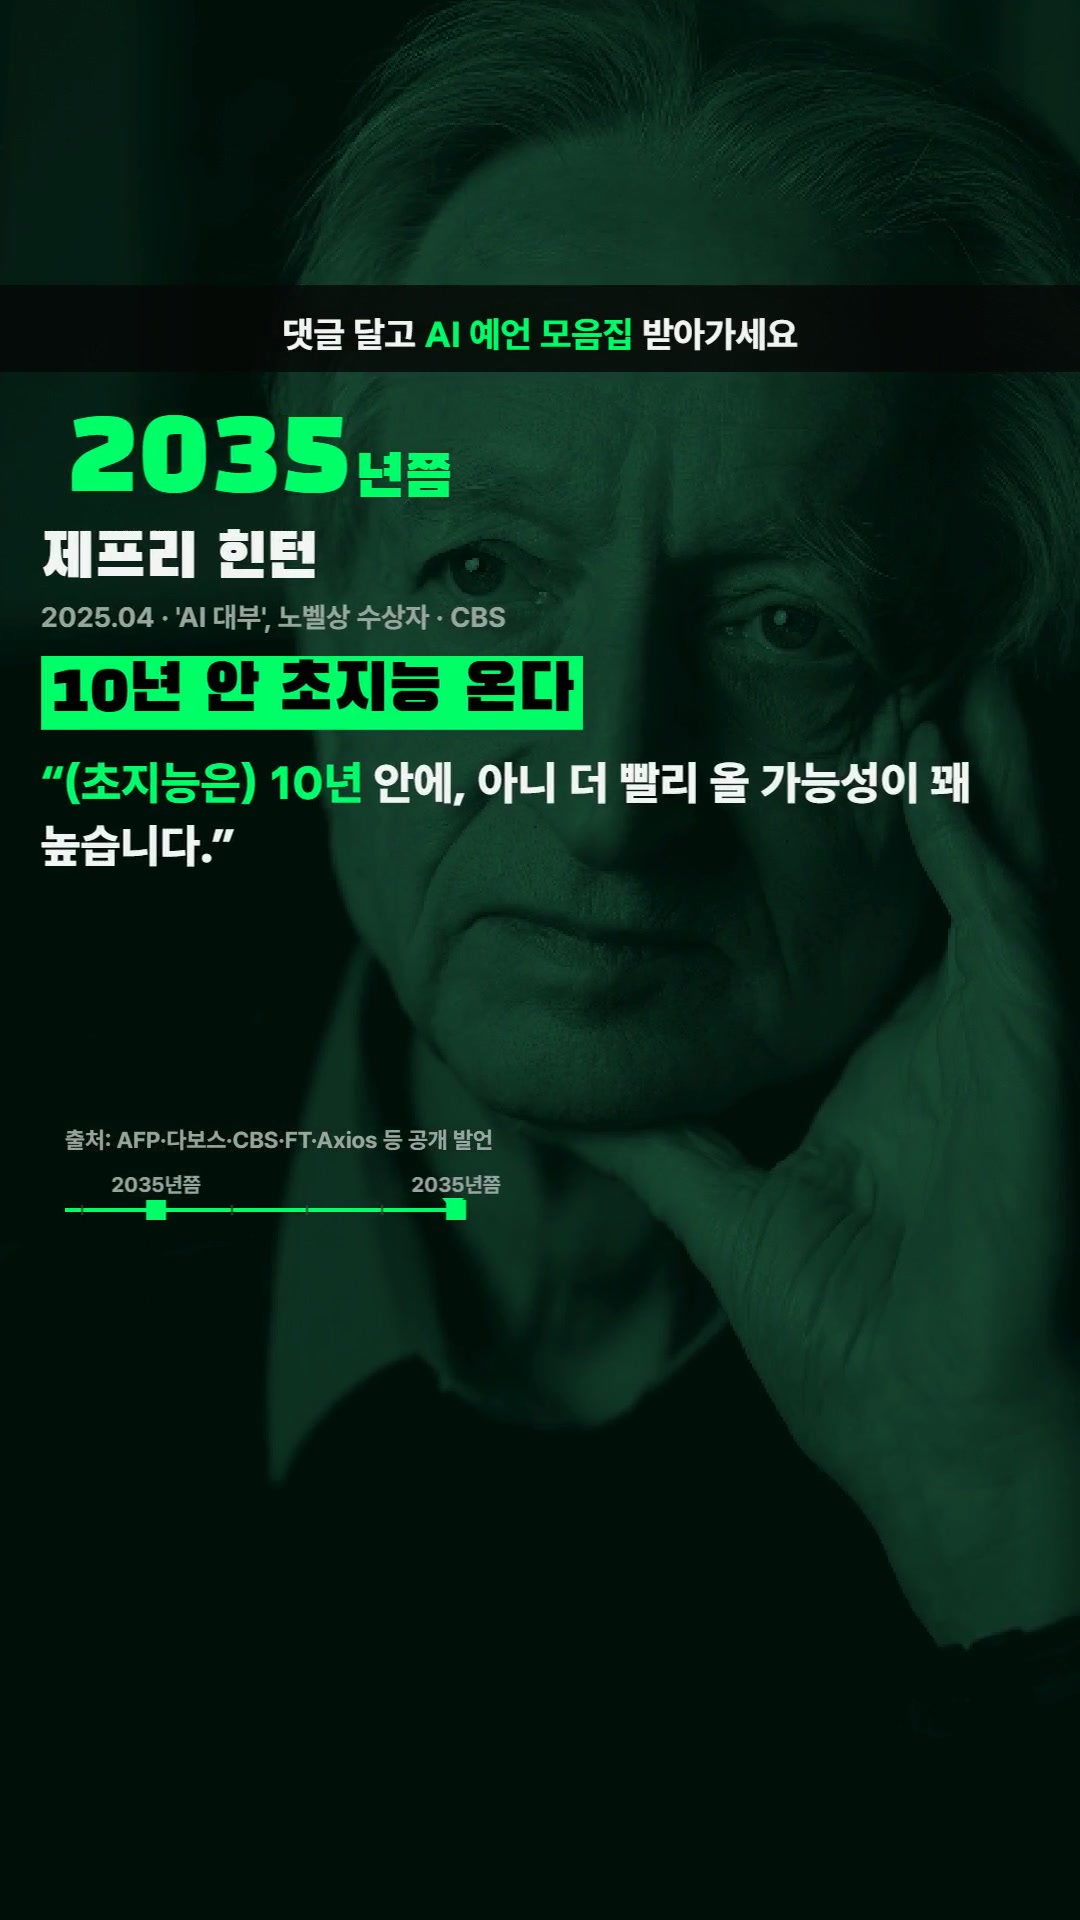 댓글 달고 AI 예언 모음집 받아가세요
2035년쯤
제프리 힌턴
2025.04 · 'AI 대부', 노벨상 수상자 · CBS
10년 안 초지능 온다
“(초지능은) 10년 안에, 아니 더 빨리 올 가능성이 꽤
높습니다.”
출처: AFP·다보스·CBS·FT·Axios 등 공개 발언
2035년쯤 2035년쯤